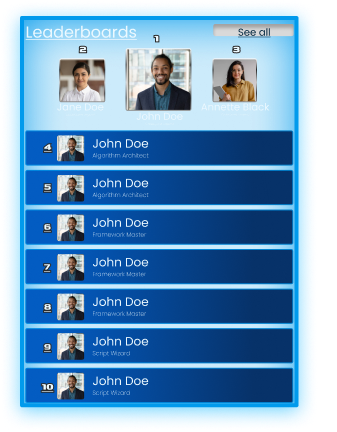 Leaderboards
See all
1
2
3
Jane Doe
John Doe
Annette Black
4
John Doe
Algorithm Architect
5
John Doe
Algorithm Architect
6
John Doe
Framework Master
7
John Doe
Framework Master
8
John Doe
Framework Master
9
John Doe
Script Wizard
10
John Doe
Script Wizard